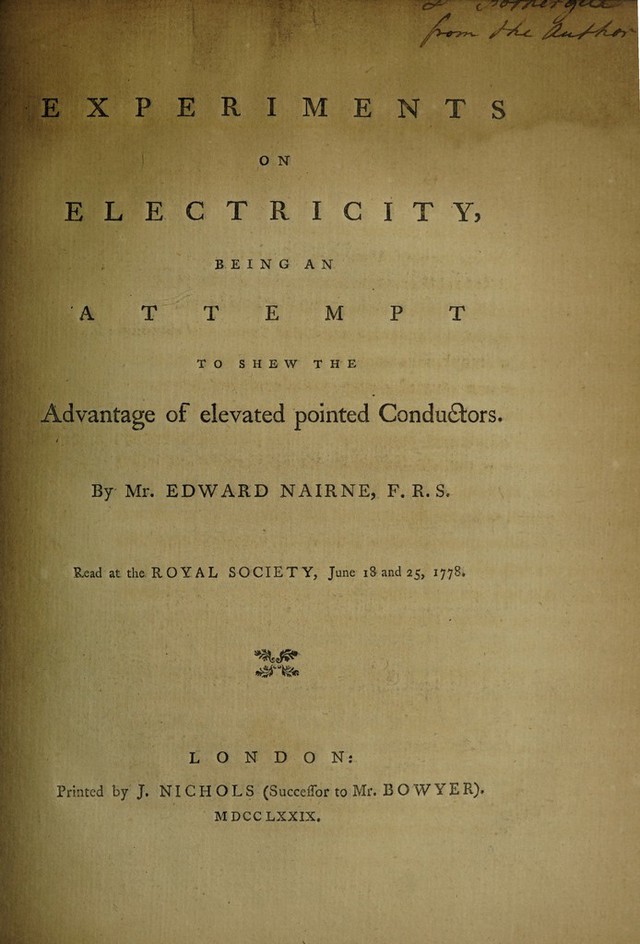 from the Author
EXPERIMENTS
ON
ELECTRICITY,
BEING AN
ATTEMPT
TO SHEW THE
Advantage of elevated pointed Conductors.
By Mr. EDWARD NAIRNE, F. R. S.
Read at the ROYAL SOCIETY, June 18 and 25, 1778.
LONDON:
Printed by J. NICHOLS (Succeſſor to Mr. BOWYER).
MDCCLXXIX.